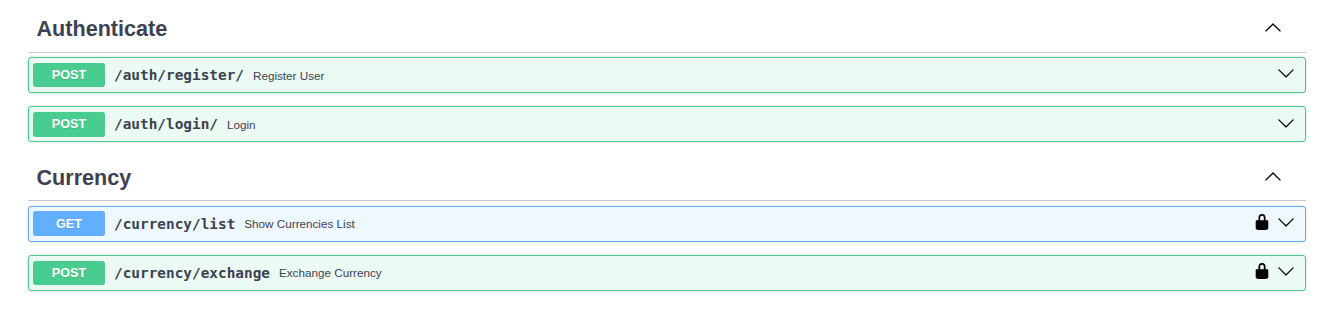 Authenticate
POST /auth/register/ Register User
POST /auth/login/ Login
Currency
GET /currency/list Show Currencies List
POST /currency/exchange Exchange Currency